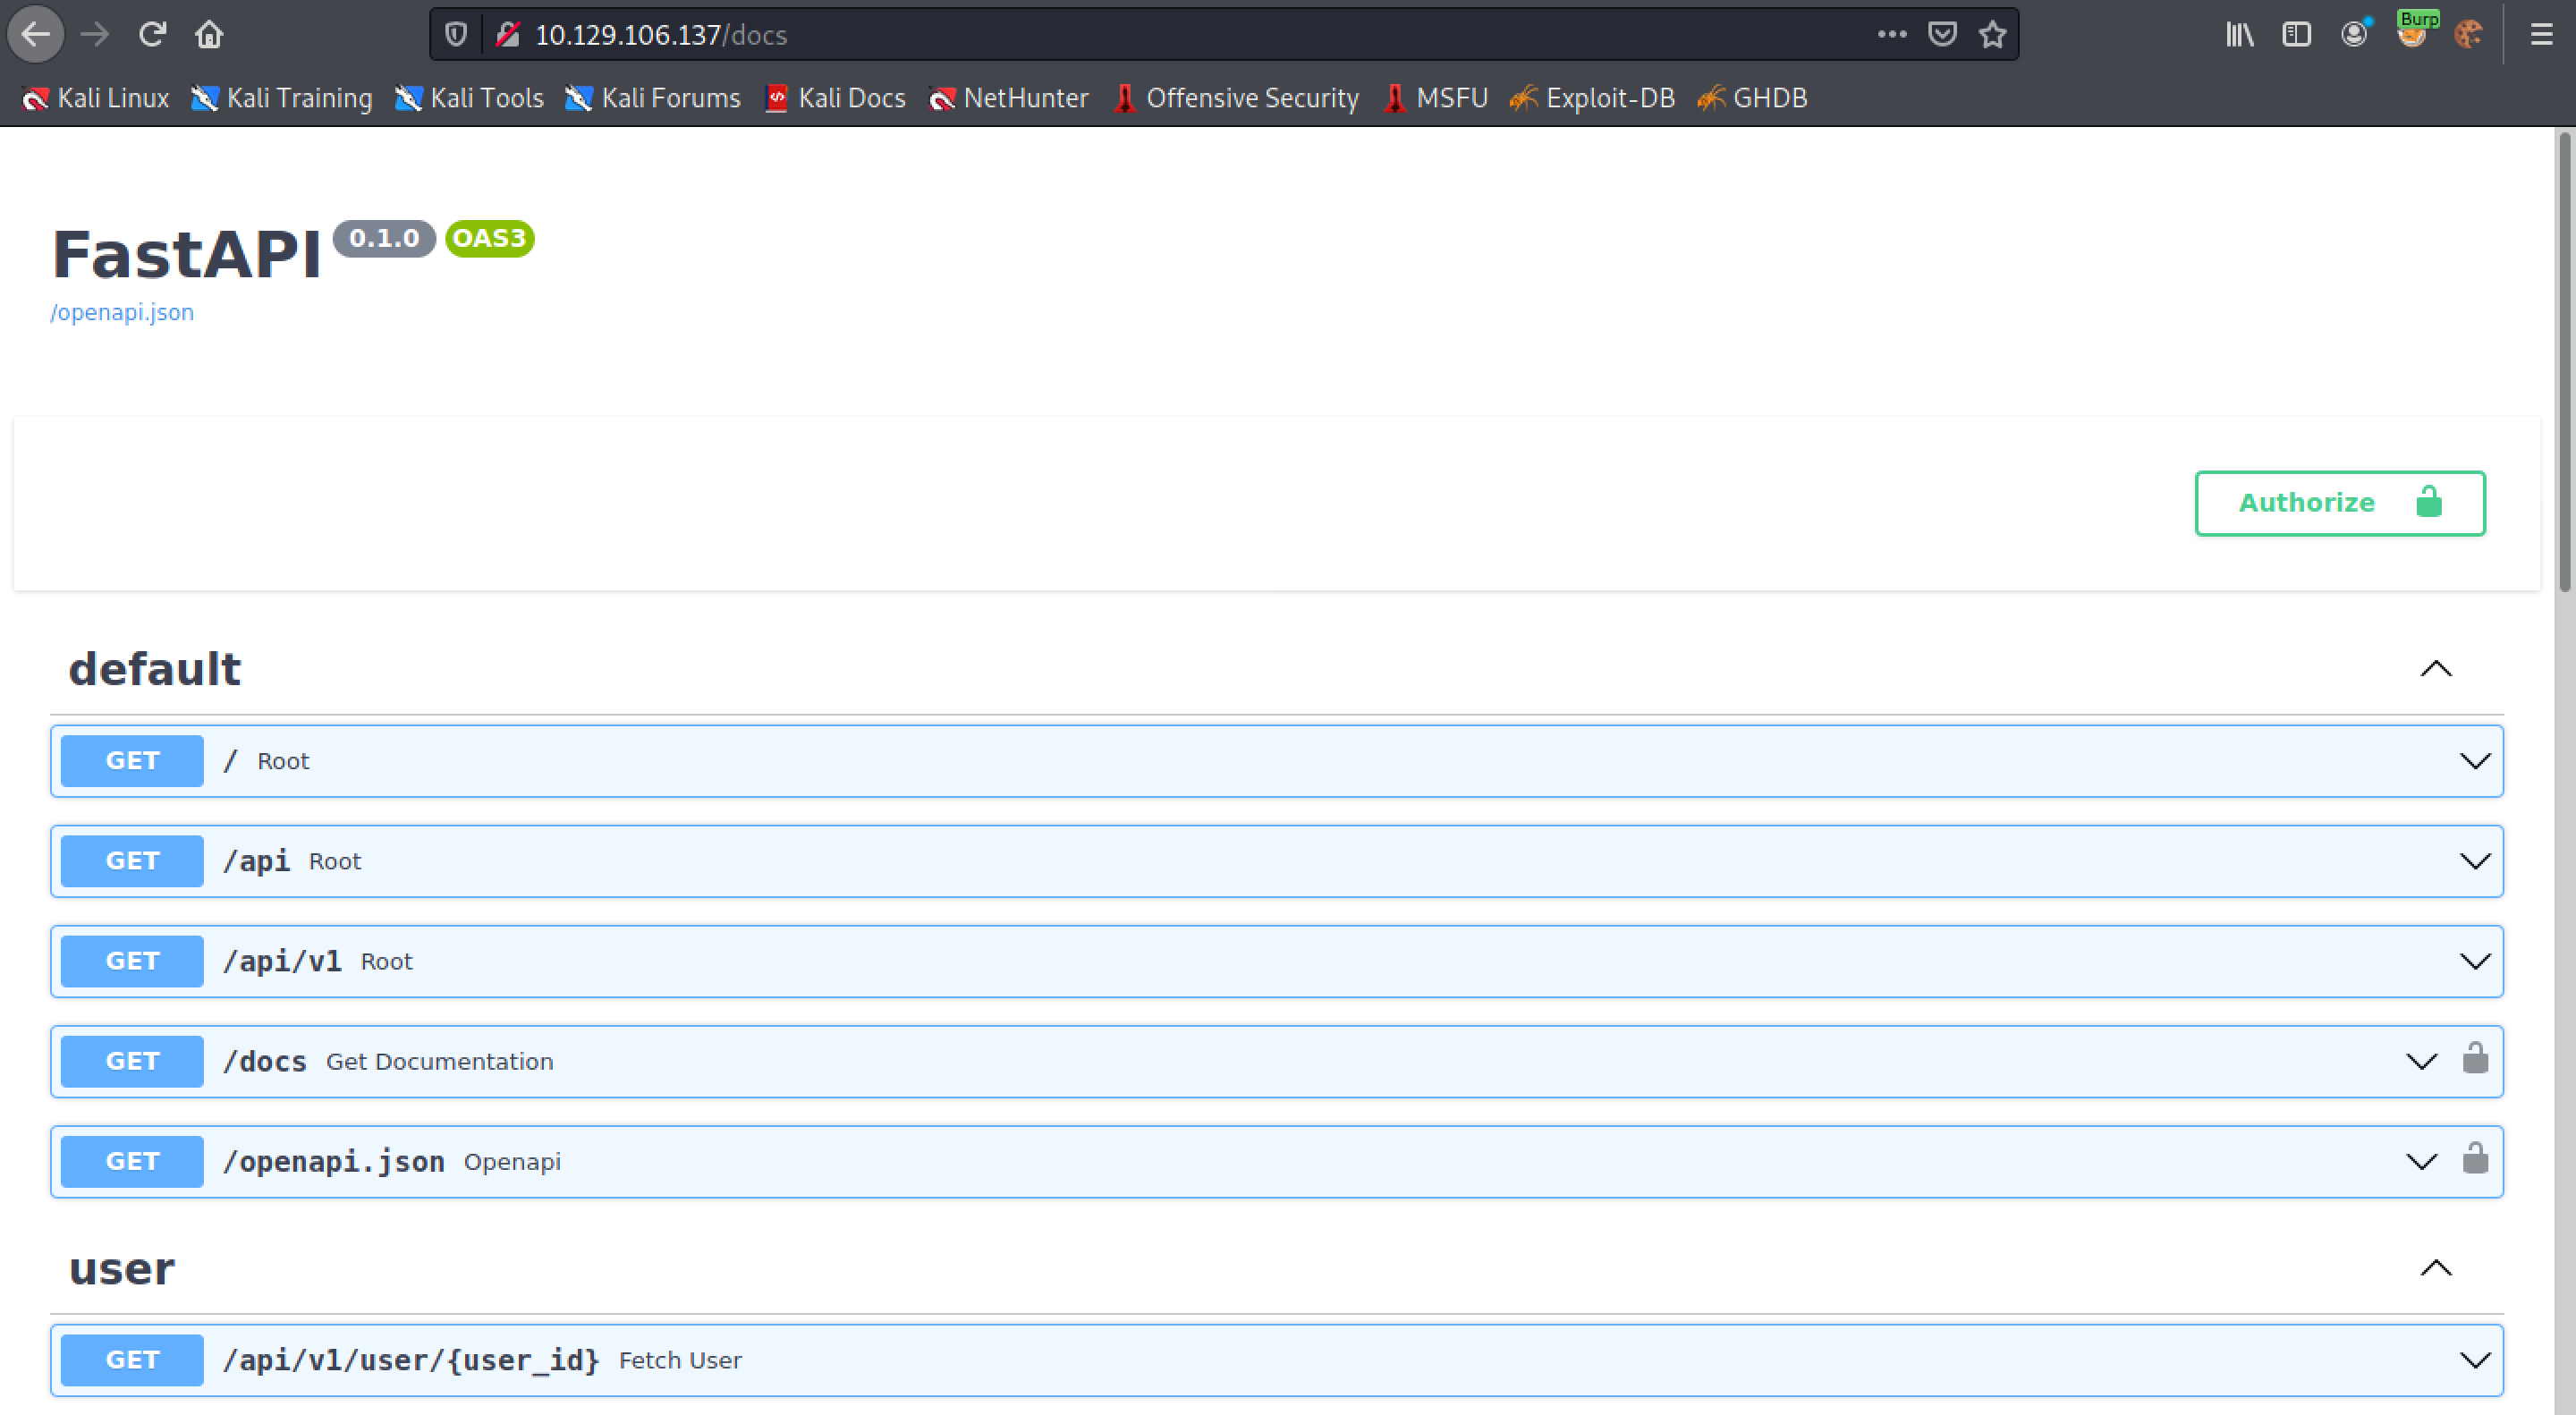 10.129.106.137/docs
Burp
Kali Linux Kali Training Kali Tools Kali Forums Kali Docs NetHunter Offensive Security MSFU Exploit-DB GHDB
FastAPI 0.1.0 OAS3
/openapi.json
Authorize
default
GET / Root
GET /api Root
GET /api/v1 Root
GET /docs Get Documentation
GET /openapi.json Openapi
user
GET /api/v1/user/{user_id} Fetch User